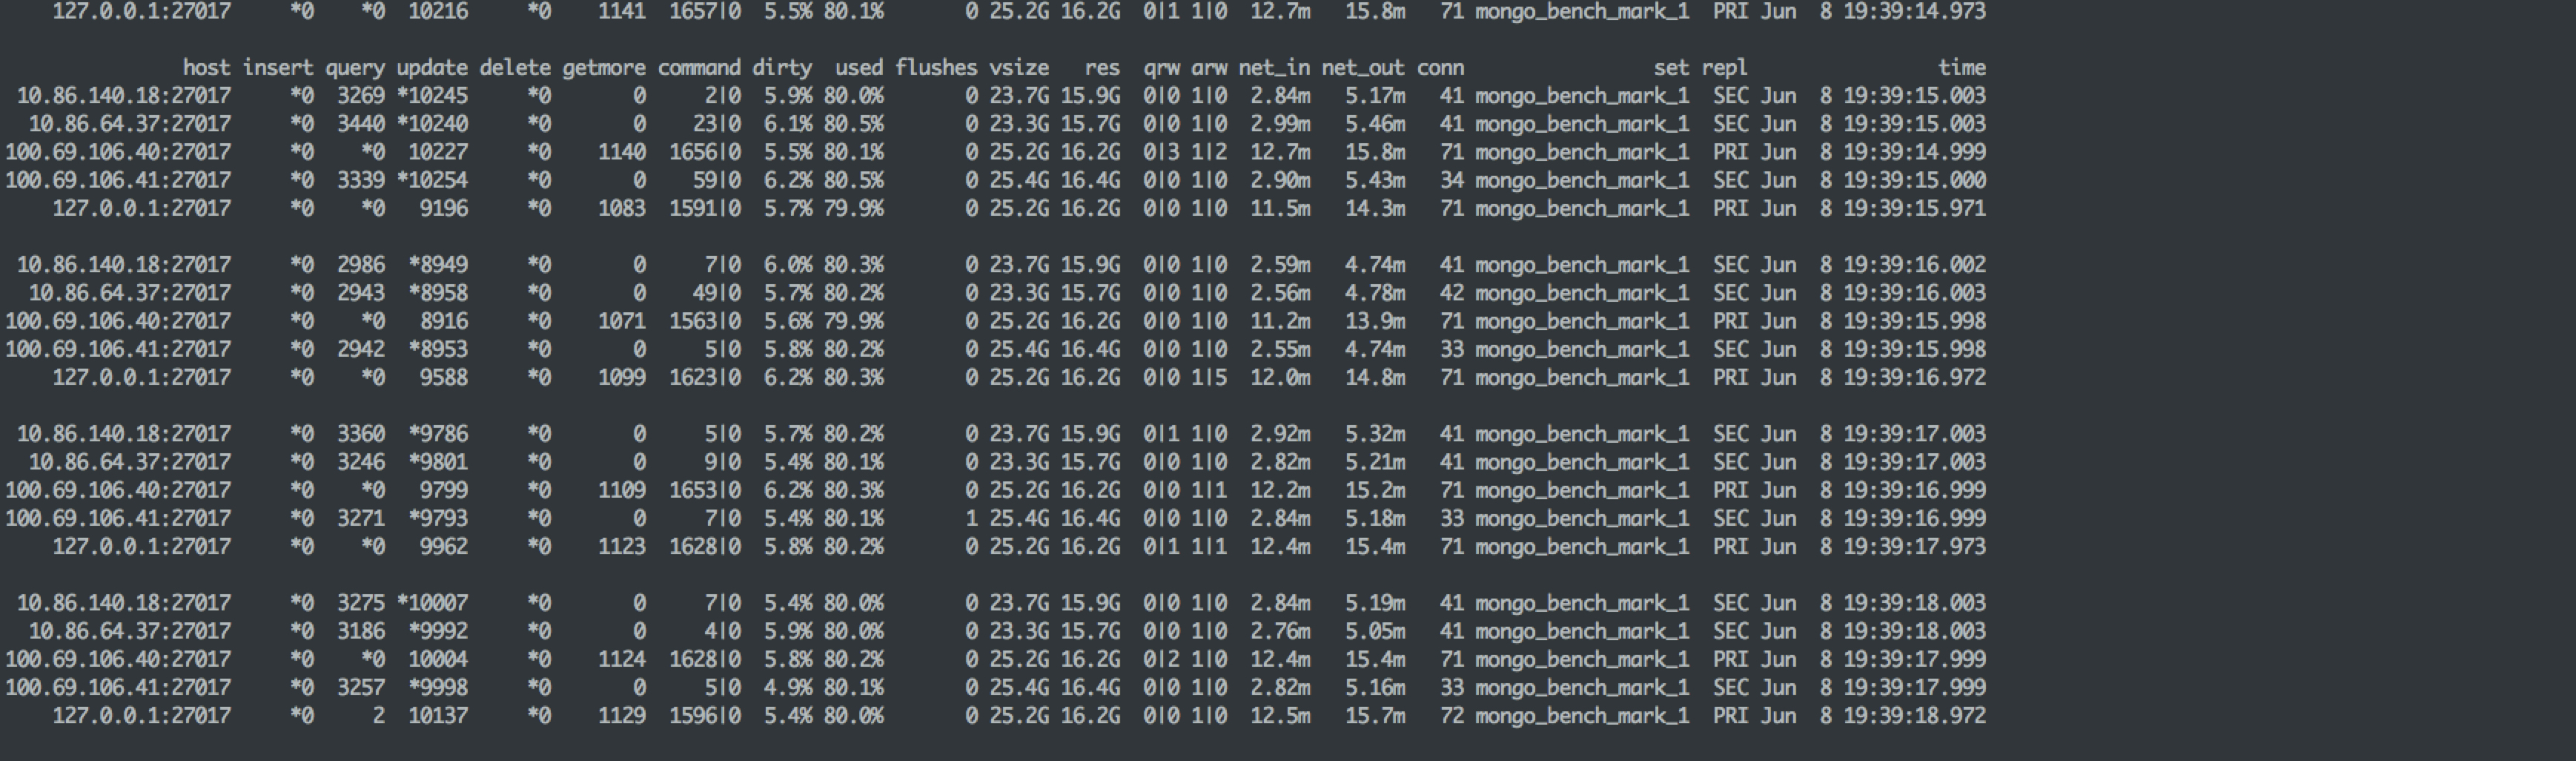 127.0.0.1:27017 *0 *0 10216 *0 1141 1657|0 5.5% 80.1% 0 25.2G 16.2G 0|1 1|0 12.7m 15.8m 71 mongo_bench_mark_1 PRI Jun 8 19:39:14.973
host insert query update delete getmore command dirty used flushes vsize res qrw arw net_in net_out conn set repl time
10.86.140.18:27017 *0 3269 *10245 *0 0 2|0 5.9% 80.0% 0 23.7G 15.9G 0|0 1|0 2.84m 5.17m 41 mongo_bench_mark_1 SEC Jun 8 19:39:15.003
10.86.64.37:27017 *0 3440 *10240 *0 0 23|0 6.1% 80.5% 0 23.3G 15.7G 0|0 1|0 2.99m 5.46m 41 mongo_bench_mark_1 SEC Jun 8 19:39:15.003
100.69.106.40:27017 *0 *0 10227 *0 1140 1656|0 5.5% 80.1% 0 25.2G 16.2G 0|3 1|2 12.7m 15.8m 71 mongo_bench_mark_1 PRI Jun 8 19:39:14.999
100.69.106.41:27017 *0 3339 *10254 *0 0 59|0 6.2% 80.5% 0 25.4G 16.4G 0|0 1|0 2.90m 5.43m 34 mongo_bench_mark_1 SEC Jun 8 19:39:15.000
127.0.0.1:27017 *0 *0 9196 *0 1083 1591|0 5.7% 79.9% 0 25.2G 16.2G 0|0 1|0 11.5m 14.3m 71 mongo_bench_mark_1 PRI Jun 8 19:39:15.971
10.86.140.18:27017 *0 2986 *8949 *0 0 7|0 6.0% 80.3% 0 23.7G 15.9G 0|0 1|0 2.59m 4.74m 41 mongo_bench_mark_1 SEC Jun 8 19:39:16.002
10.86.64.37:27017 *0 2943 *8958 *0 0 49|0 5.7% 80.2% 0 23.3G 15.7G 0|0 1|0 2.56m 4.78m 42 mongo_bench_mark_1 SEC Jun 8 19:39:16.003
100.69.106.40:27017 *0 *0 8916 *0 1071 1563|0 5.6% 79.9% 0 25.2G 16.2G 0|0 1|0 11.2m 13.9m 71 mongo_bench_mark_1 PRI Jun 8 19:39:15.998
100.69.106.41:27017 *0 2942 *8953 *0 0 5|0 5.8% 80.2% 0 25.4G 16.4G 0|0 1|0 2.55m 4.74m 33 mongo_bench_mark_1 SEC Jun 8 19:39:15.998
127.0.0.1:27017 *0 *0 9588 *0 1099 1623|0 6.2% 80.3% 0 25.2G 16.2G 0|0 1|5 12.0m 14.8m 71 mongo_bench_mark_1 PRI Jun 8 19:39:16.972
10.86.140.18:27017 *0 3360 *9786 *0 0 5|0 5.7% 80.2% 0 23.7G 15.9G 0|1 1|0 2.92m 5.32m 41 mongo_bench_mark_1 SEC Jun 8 19:39:17.003
10.86.64.37:27017 *0 3246 *9801 *0 0 9|0 5.4% 80.1% 0 23.3G 15.7G 0|0 1|0 2.82m 5.21m 41 mongo_bench_mark_1 SEC Jun 8 19:39:17.003
100.69.106.40:27017 *0 *0 9799 *0 1109 1653|0 6.2% 80.3% 0 25.2G 16.2G 0|0 1|1 12.2m 15.2m 71 mongo_bench_mark_1 PRI Jun 8 19:39:16.999
100.69.106.41:27017 *0 3271 *9793 *0 0 7|0 5.4% 80.1% 1 25.4G 16.4G 0|0 1|0 2.84m 5.18m 33 mongo_bench_mark_1 SEC Jun 8 19:39:16.999
127.0.0.1:27017 *0 *0 9962 *0 1123 1628|0 5.8% 80.2% 0 25.2G 16.2G 0|1 1|1 12.4m 15.4m 71 mongo_bench_mark_1 PRI Jun 8 19:39:17.973
10.86.140.18:27017 *0 3275 *10007 *0 0 7|0 5.4% 80.0% 0 23.7G 15.9G 0|0 1|0 2.84m 5.19m 41 mongo_bench_mark_1 SEC Jun 8 19:39:18.003
10.86.64.37:27017 *0 3186 *9992 *0 0 4|0 5.9% 80.0% 0 23.3G 15.7G 0|0 1|0 2.76m 5.05m 41 mongo_bench_mark_1 SEC Jun 8 19:39:18.003
100.69.106.40:27017 *0 *0 10004 *0 1124 1628|0 5.8% 80.2% 0 25.2G 16.2G 0|2 1|0 12.4m 15.4m 71 mongo_bench_mark_1 PRI Jun 8 19:39:17.999
100.69.106.41:27017 *0 3257 *9998 *0 0 5|0 4.9% 80.1% 0 25.4G 16.4G 0|0 1|0 2.82m 5.16m 33 mongo_bench_mark_1 SEC Jun 8 19:39:17.999
127.0.0.1:27017 *0 2 10137 *0 1129 1596|0 5.4% 80.0% 0 25.2G 16.2G 0|0 1|0 12.5m 15.7m 72 mongo_bench_mark_1 PRI Jun 8 19:39:18.972